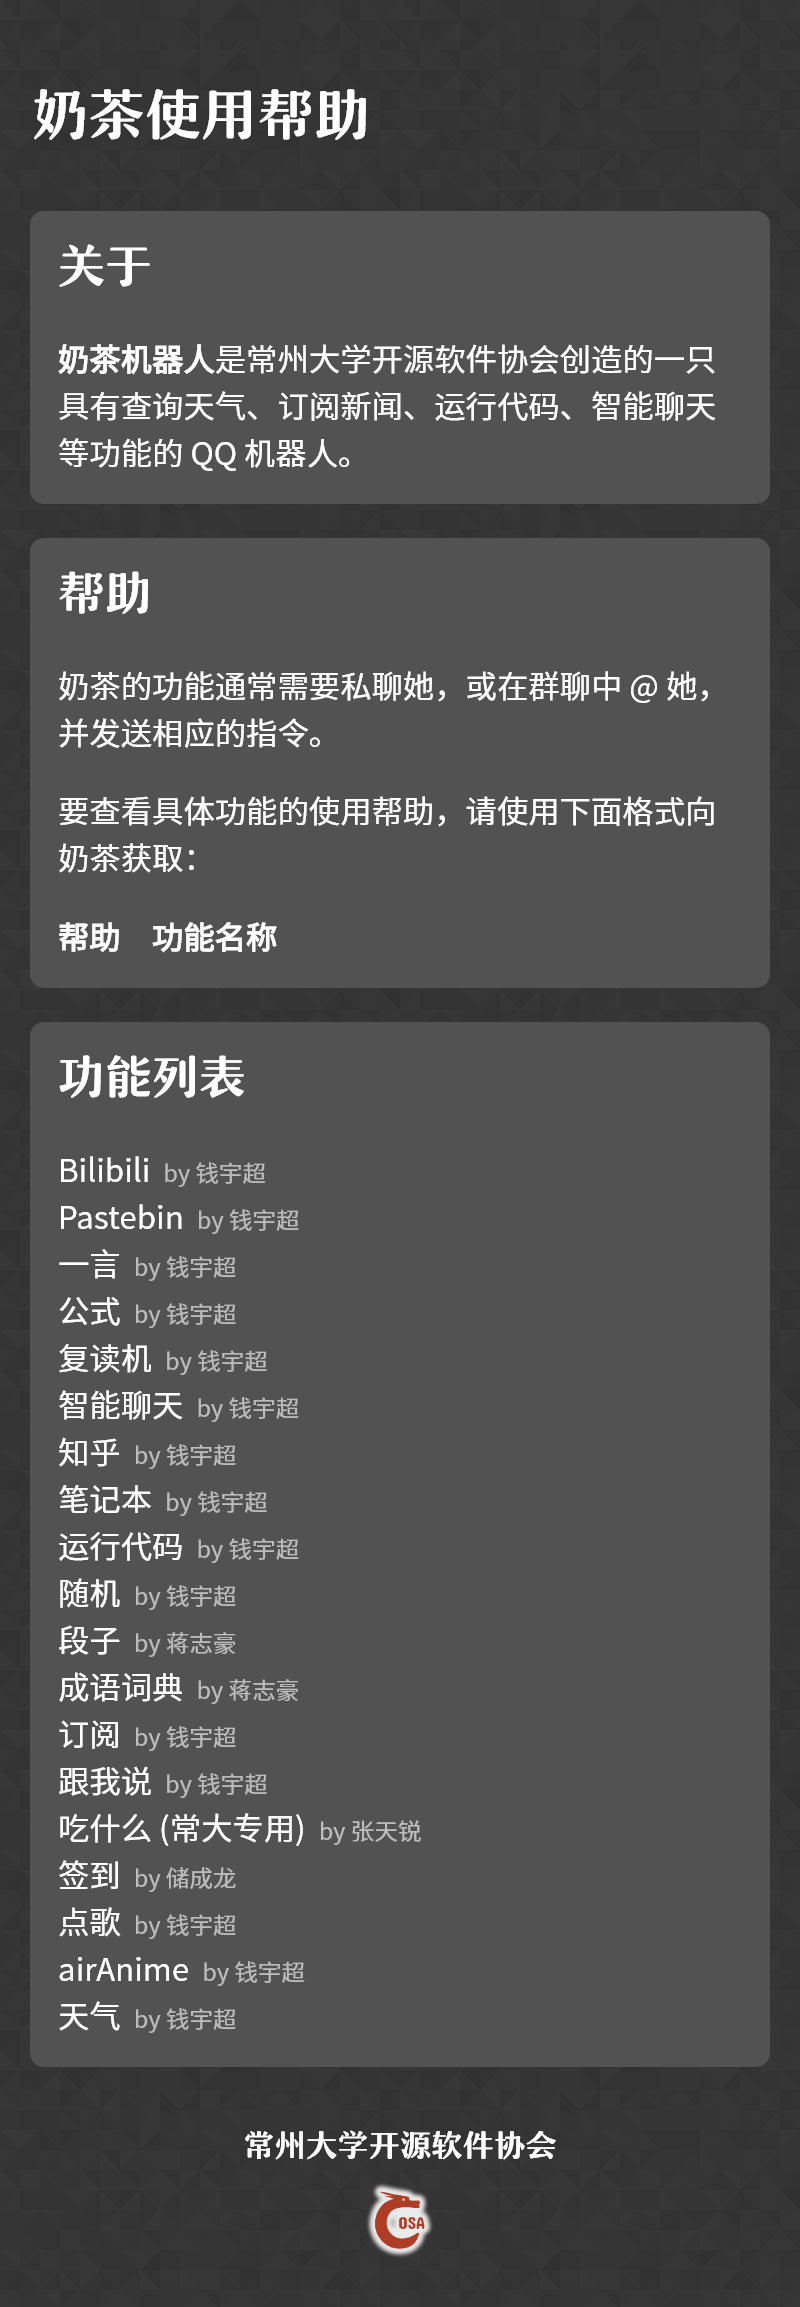 奶茶使用帮助
关于
奶茶机器人是常州大学开源软件协会创造的一只
具有查询天气、订阅新闻、运行代码、智能聊天
等功能的 QQ 机器人。
帮助
奶茶的功能通常需要私聊她，或在群聊中 @ 她，
并发送相应的指令。
要查看具体功能的使用帮助，请使用下面格式向
奶茶获取：
帮助　功能名称
功能列表
Bilibili by 钱宇超
Pastebin by 钱宇超
一言 by 钱宇超
公式 by 钱宇超
复读机 by 钱宇超
智能聊天 by 钱宇超
知乎 by 钱宇超
笔记本 by 钱宇超
运行代码 by 钱宇超
随机 by 钱宇超
段子 by 蒋志豪
成语词典 by 蒋志豪
订阅 by 钱宇超
跟我说 by 钱宇超
吃什么 (常大专用) by 张天锐
签到 by 储成龙
点歌 by 钱宇超
airAnime by 钱宇超
天气 by 钱宇超
常州大学开源软件协会
OSA